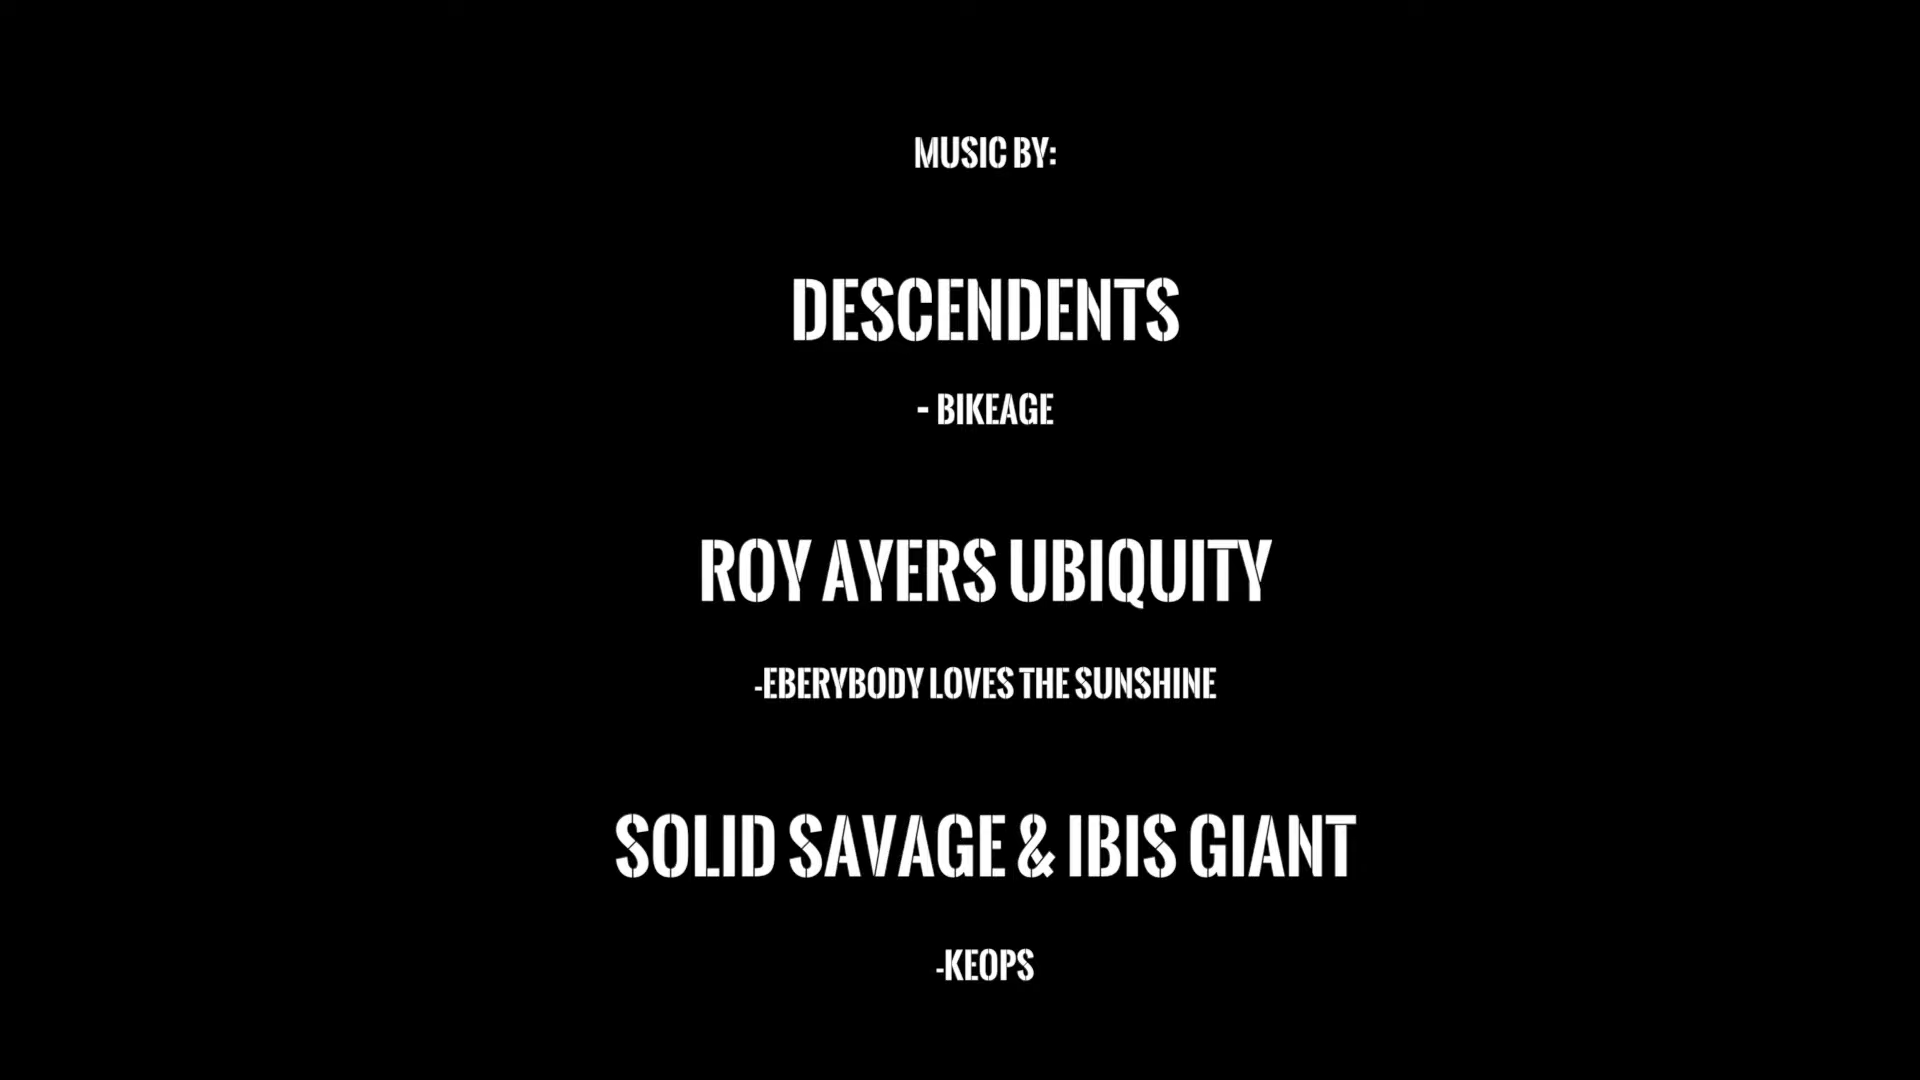 MUSIC BY:
DESCENDENTS
- BIKEAGE
ROY AYERS UBIQUITY
-EBERYBODY LOVES THE SUNSHINE
SOLID SAVAGE & IBIS GIANT
-KEOPS